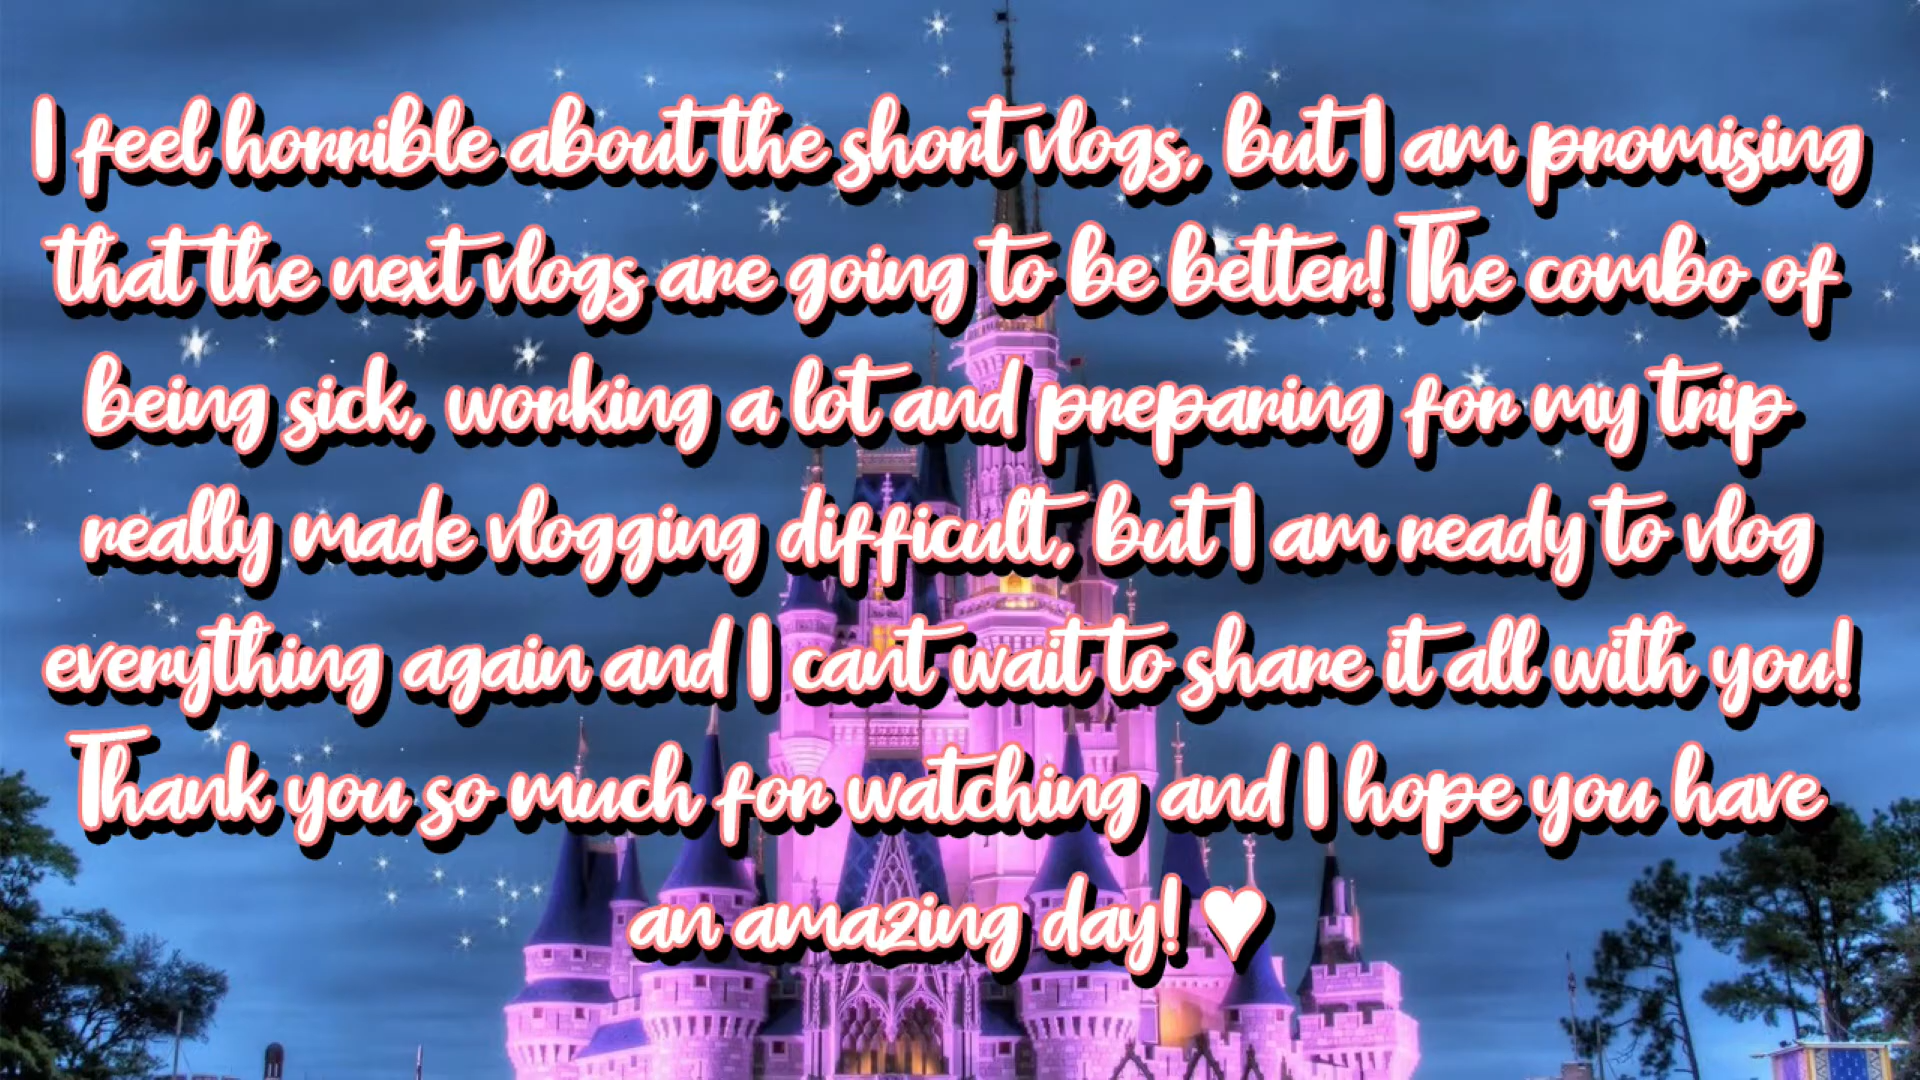 I feel horrible about the short vlogs, but I am promising
that the next vlogs are going to be better! The combo of
being sick, working a lot and preparing for my trip
really made vlogging difficult, but I am ready to vlog
everything again and I cant wait to share it all with you!
Thank you so much for watching and I hope you have
an amazing day! ♥